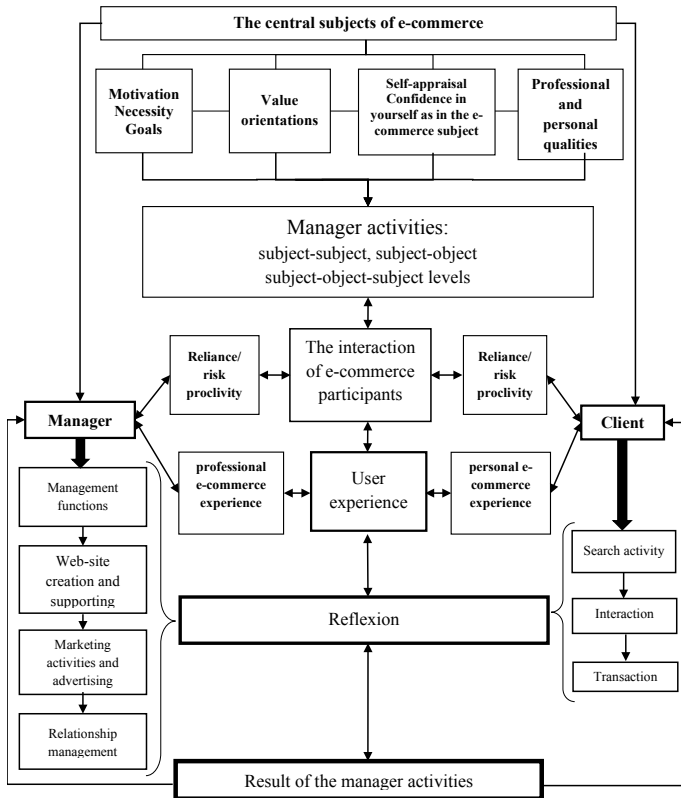 The central subjects of e-commerce
Motivation
Necessity
Goals
Value
orientations
Self-appraisal
Confidence in
yourself as in the e-
commerce subject
Professional
and
personal
qualities
Manager activities:
subject-subject, subject-object
subject-object-subject levels
Reliance/
risk
proclivity
The interaction
of e-commerce
participants
Reliance/
risk
proclivity
Manager
Client
professional
e-commerce
experience
User
experience
personal e-
commerce
experience
Management
functions
Web-site
creation and
supporting
Marketing
activities and
advertising
Relationship
management
Search activity
Interaction
Transaction
Reflexion
Result of the manager activities